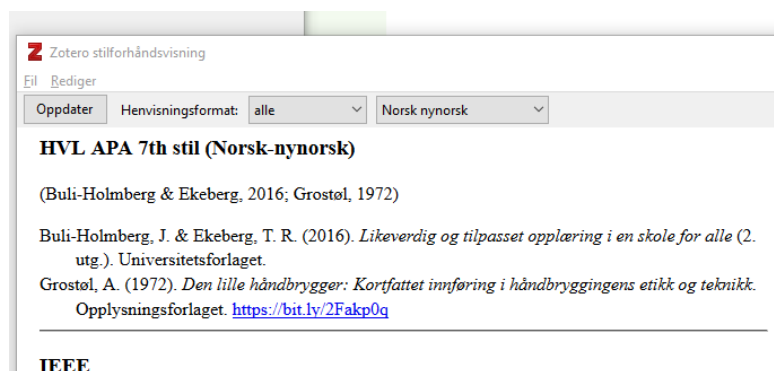 Zotero stilforhåndsvisning
Fil Rediger
Oppdater Henvisningsformat: alle Norsk nynorsk
HVL APA 7th stil (Norsk-nynorsk)
(Buli-Holmberg & Ekeberg, 2016; Grostøl, 1972)
Buli-Holmberg, J. & Ekeberg, T. R. (2016). Likeverdig og tilpasset opplæring i en skole for alle (2.
utg.). Universitetsforlaget.
Grostøl, A. (1972). Den lille håndbrygger: Kortfattet innføring i håndbryggingens etikk og teknikk.
Opplysningsforlaget. https://bit.ly/2Fakp0q
IEEE